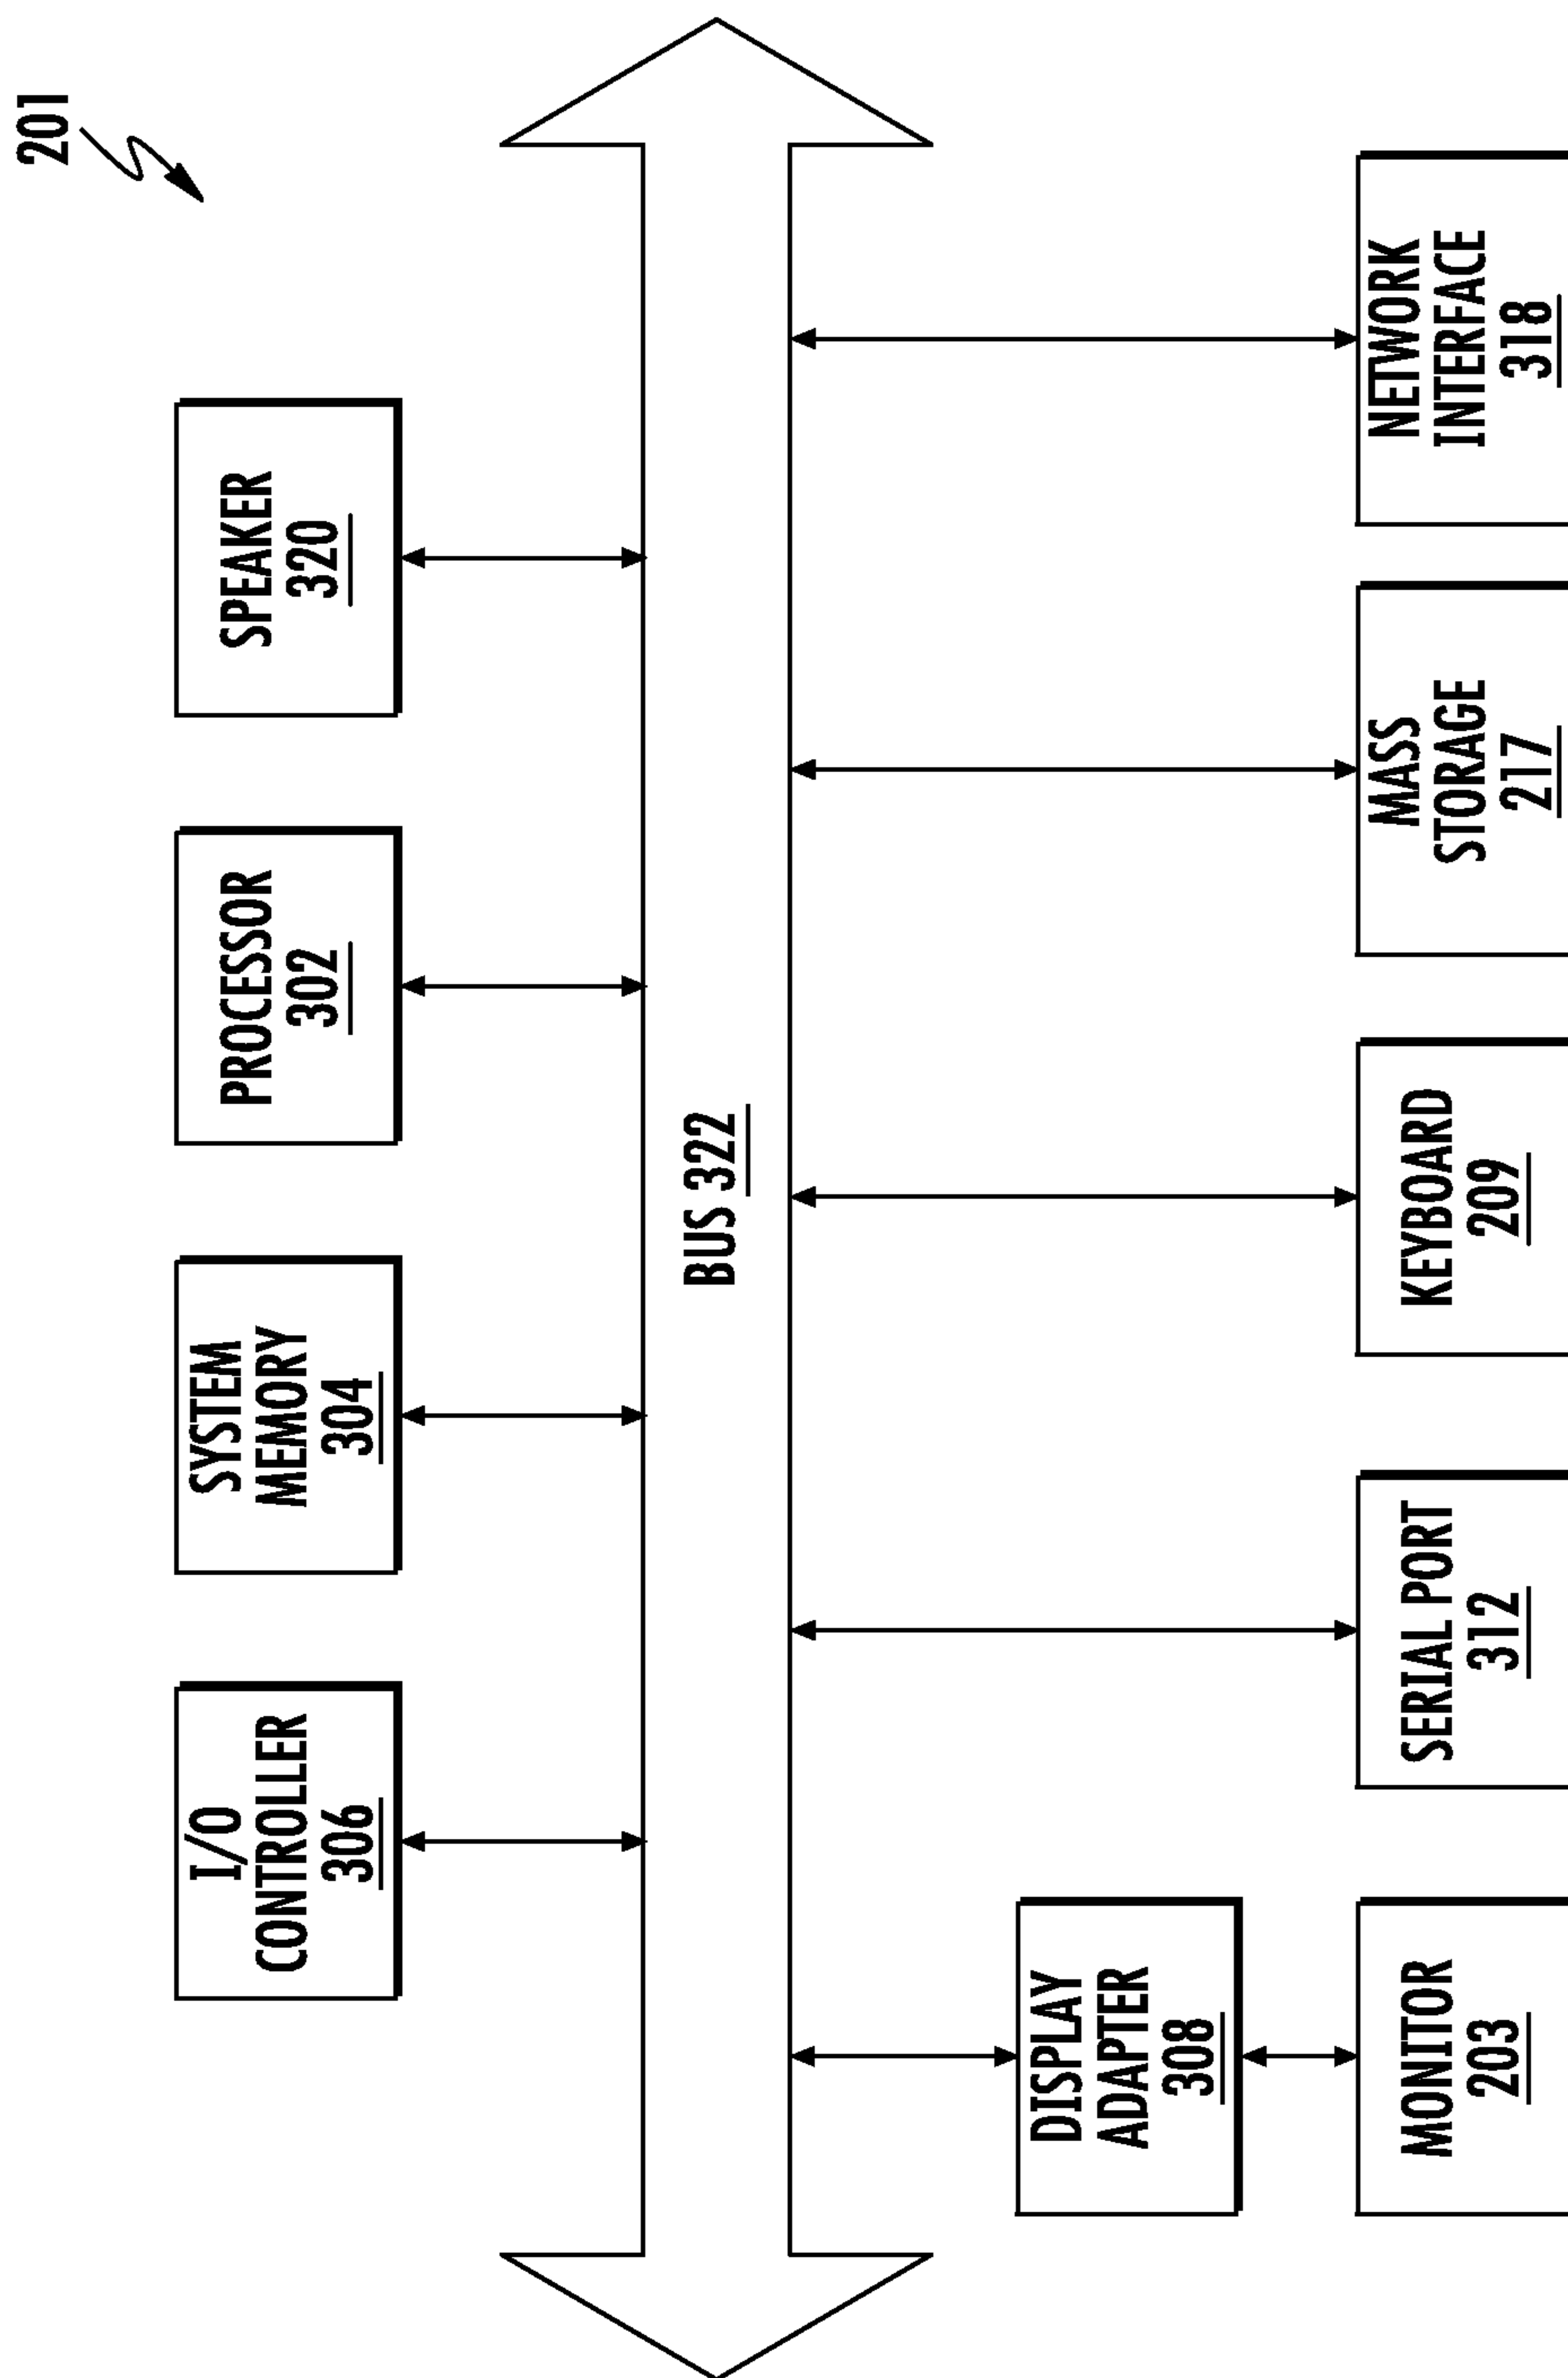 201
I/O
CONTROLLER
306
SYSTEM
MEMORY
304
PROCESSOR
302
SPEAKER
320
BUS 322
DISPLAY
ADAPTER
308
MONITOR
203
SERIAL PORT
312
KEYBOARD
209
MASS
STORAGE
217
NETWORK
INTERFACE
318